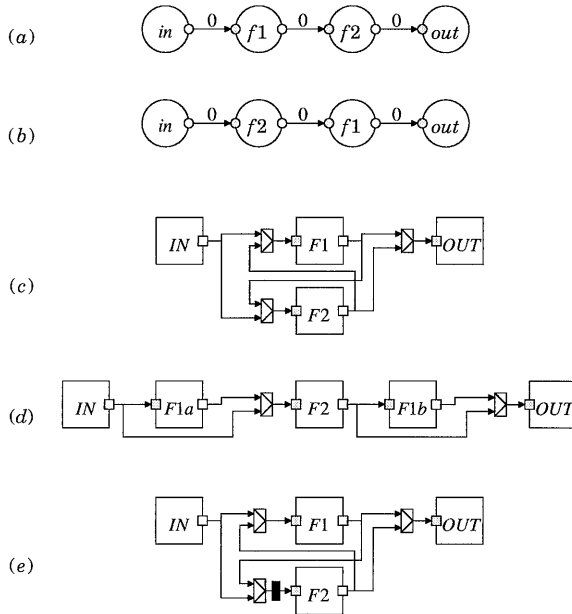 (a) in 0 f1 0 f2 0 out
(b) in 0 f2 0 f1 0 out
(c) IN F1 OUT
F2
(d) IN F1a F2 F1b OUT
(e) IN F1 OUT
F2